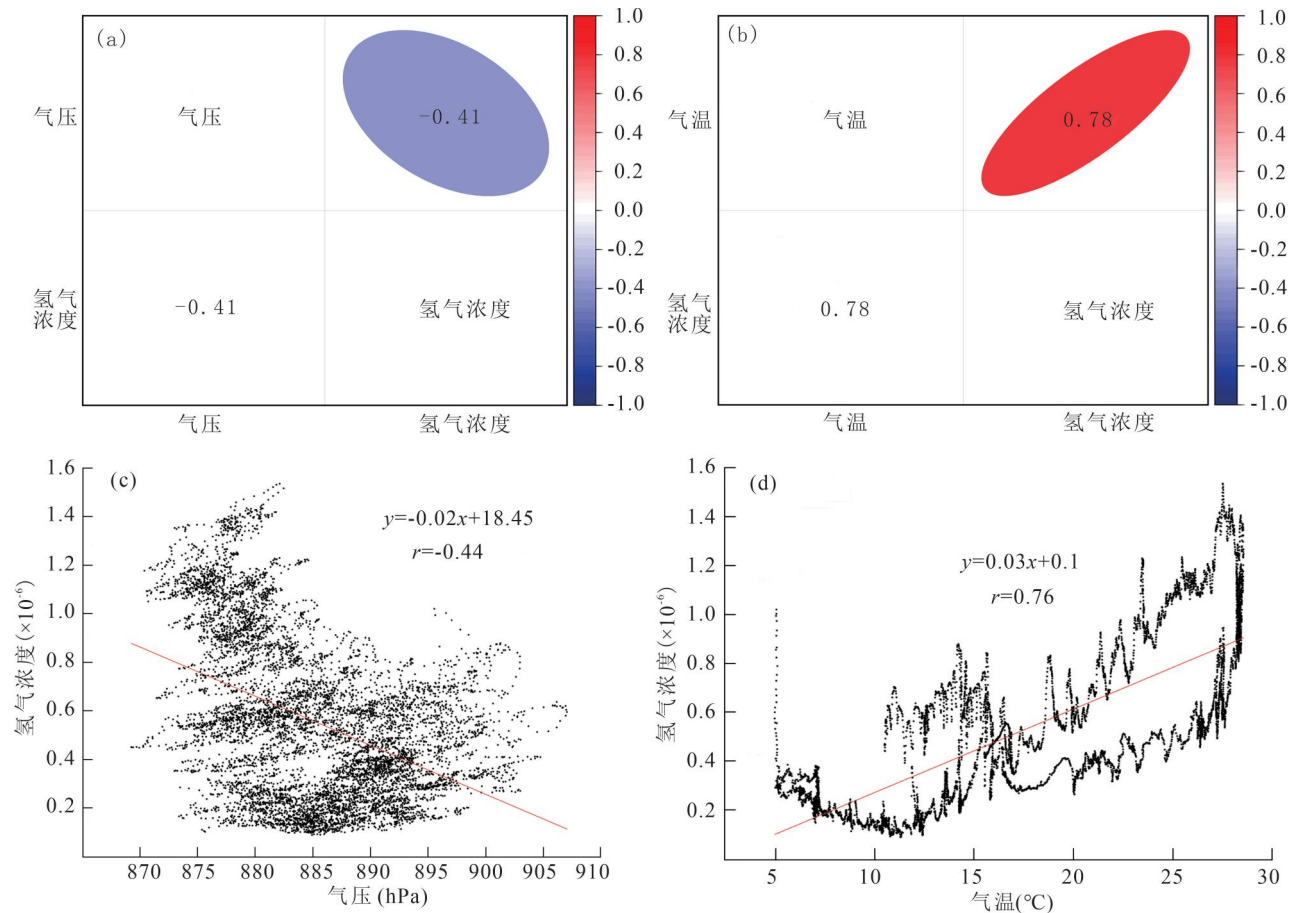 (a)
气压
气压
-0.41
氢气
浓度
-0.41
氢气浓度
气压
氢气浓度
1.0
0.8
0.6
0.4
0.2
0.0
-0.2
-0.4
-0.6
-0.8
-1.0
(b)
气温
气温
0.78
氢气
浓度
0.78
氢气浓度
气温
氢气浓度
1.0
0.8
0.6
0.4
0.2
0.0
-0.2
-0.4
-0.6
-0.8
-1.0
(c)
y=-0.02x+18.45
r=-0.44
氢气浓度(×10⁻⁶)
1.6
1.4
1.2
1.0
0.8
0.6
0.4
0.2
870 875 880 885 890 895 900 905 910
气压(hPa)
(d)
y=0.03x+0.1
r=0.76
氢气浓度(×10⁻⁶)
1.6
1.4
1.2
1.0
0.8
0.6
0.4
0.2
5 10 15 20 25 30
气温(℃)